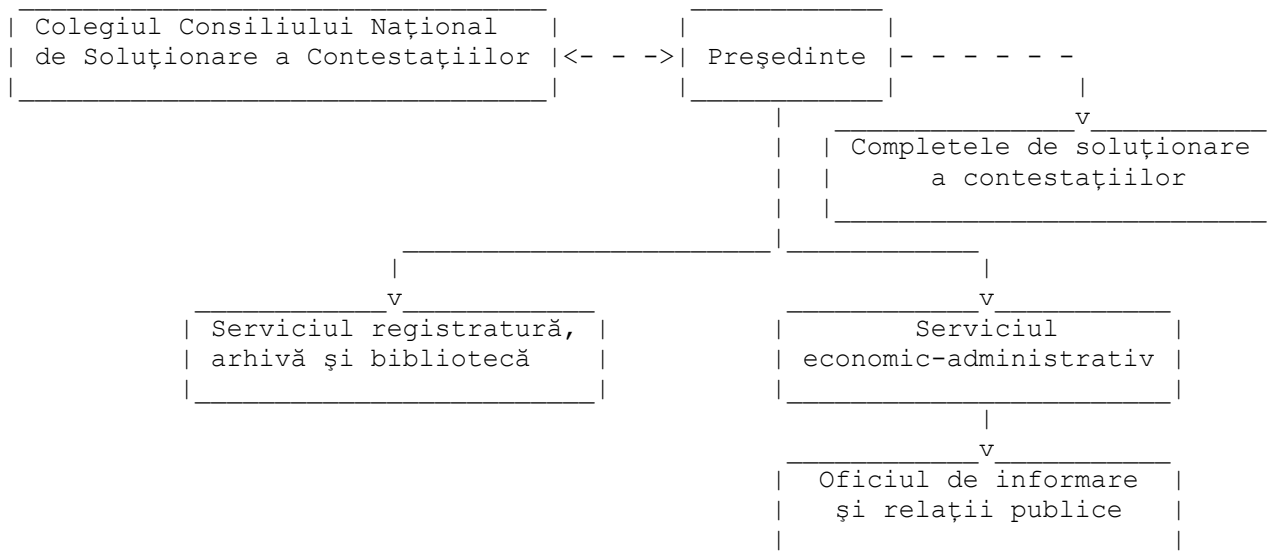 Colegiul Consiliului Naţional
de Soluţionare a Contestaţiilor
Preşedinte
Completele de soluţionare
a contestaţiilor
Serviciul registratură,
arhivă şi bibliotecă
Serviciul
economic-administrativ
Oficiul de informare
şi relaţii publice